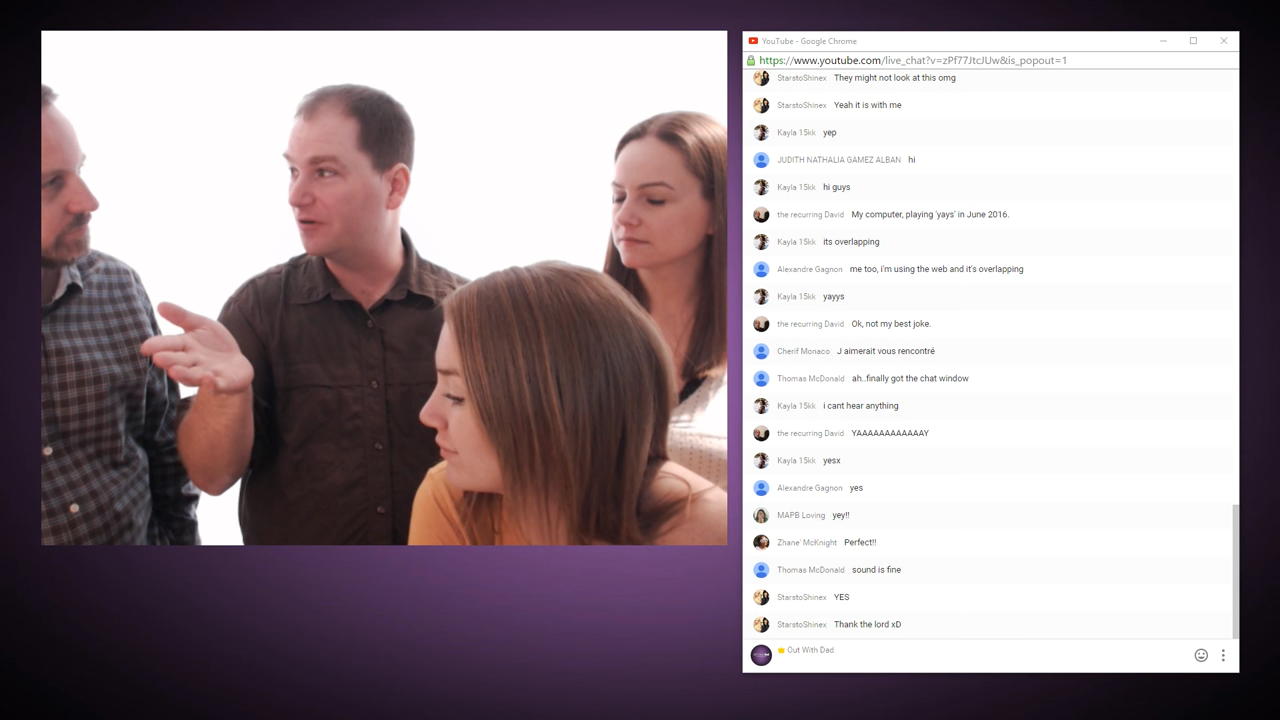 YouTube - Google Chrome
https://www.youtube.com/live_chat?v=zPf77JtcJUw&is_popout=1
StarstoShinex They might not look at this omg
StarstoShinex Yeah it is with me
Kayla 15kk yep
JUDITH NATHALIA GAMEZ ALBAN hi
Kayla 15kk hi guys
the recurring David My computer, playing 'yays' in June 2016.
Kayla 15kk its overlapping
Alexandre Gagnon me too, i'm using the web and it's overlapping
Kayla 15kk yayys
the recurring David Ok, not my best joke.
Cherif Monaco J aimerait vous rencontré
Thomas McDonald ah..finally got the chat window
Kayla 15kk i cant hear anything
the recurring David YAAAAAAAAAAAAY
Kayla 15kk yesx
Alexandre Gagnon yes
MAPB Loving yey!!
Zhane' McKnight Perfect!!
Thomas McDonald sound is fine
StarstoShinex YES
StarstoShinex Thank the lord xD
Out With Dad